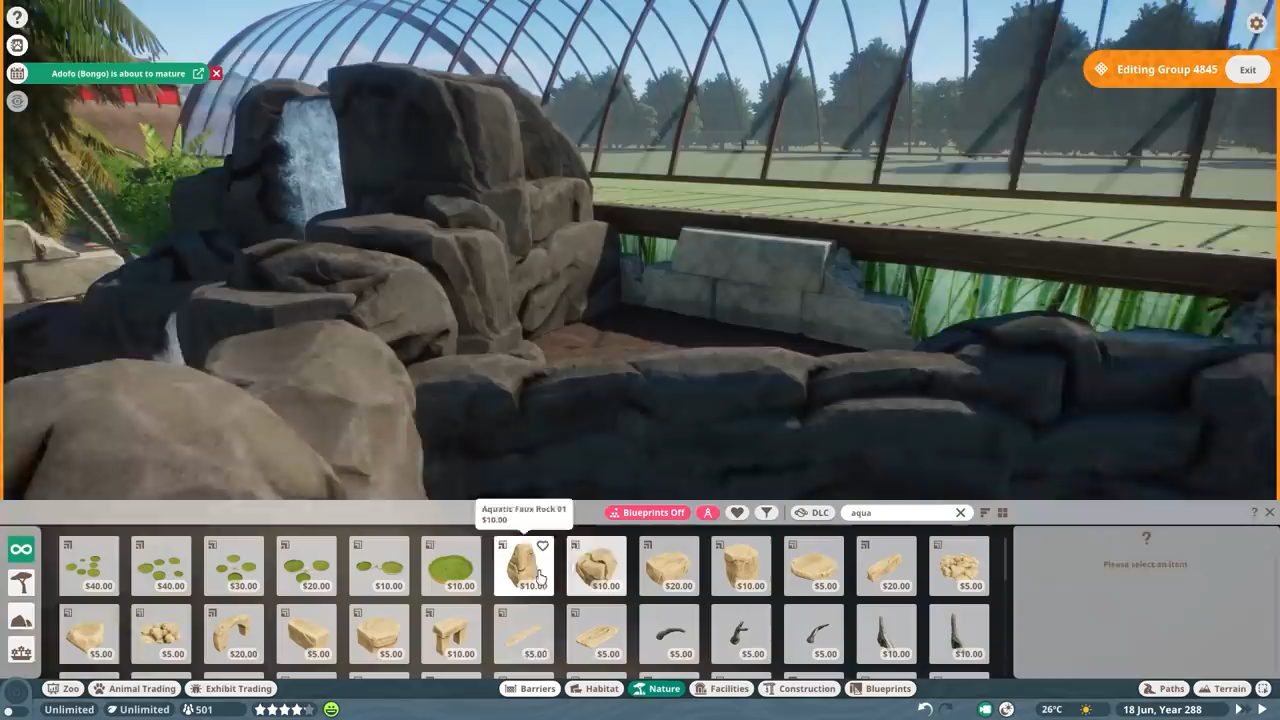 ?
Adofo (Bongo) is about to mature
Editing Group 4845
Exit
Aquatic Faux Rock 01
$10.00
Blueprints Off
DLC
aqua
?
$40.00 $40.00 $30.00 $20.00 $10.00 $10.00 $10.00 $10.00 $20.00 $10.00 $5.00 $20.00 $5.00
?
Please select an item
$5.00 $5.00 $20.00 $5.00 $5.00 $10.00 $5.00 $5.00 $5.00 $5.00 $5.00 $10.00 $10.00
Zoo Animal Trading Exhibit Trading Barriers Habitat Nature Facilities Construction Blueprints Paths Terrain
Unlimited Unlimited 501 26°C 18 Jun, Year 288